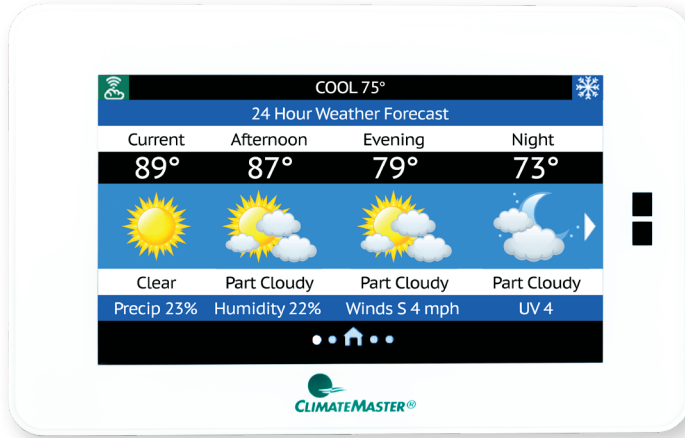 COOL 75°
24 Hour Weather Forecast
Current Afternoon Evening Night
89° 87° 79° 73°
Clear Part Cloudy Part Cloudy Part Cloudy
Precip 23% Humidity 22% Winds S 4 mph UV 4
CLIMATEMASTER®